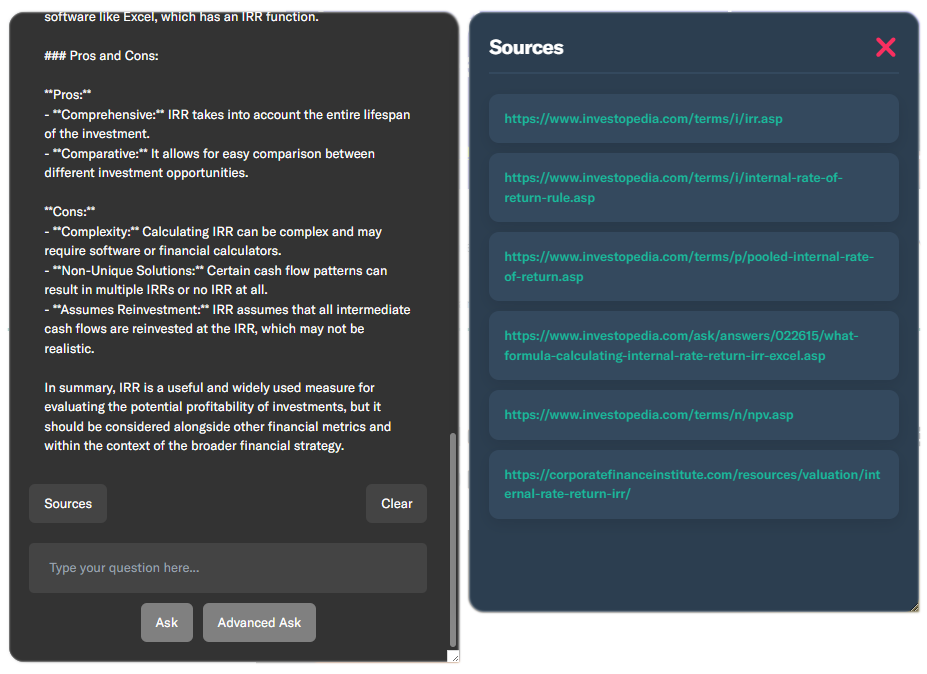 software like Excel, which has an IRR function.
### Pros and Cons:
**Pros:**
- **Comprehensive:** IRR takes into account the entire lifespan
of the investment.
- **Comparative:** It allows for easy comparison between
different investment opportunities.
**Cons:**
- **Complexity:** Calculating IRR can be complex and may
require software or financial calculators.
- **Non-Unique Solutions:** Certain cash flow patterns can
result in multiple IRRs or no IRR at all.
- **Assumes Reinvestment:** IRR assumes that all intermediate
cash flows are reinvested at the IRR, which may not be
realistic.
In summary, IRR is a useful and widely used measure for
evaluating the potential profitability of investments, but it
should be considered alongside other financial metrics and
within the context of the broader financial strategy.
Sources
Clear
Type your question here...
Ask
Advanced Ask
Sources
https://www.investopedia.com/terms/i/irr.asp
https://www.investopedia.com/terms/i/internal-rate-of-
return-rule.asp
https://www.investopedia.com/terms/p/pooled-internal-rate-
of-return.asp
https://www.investopedia.com/ask/answers/022615/what-
formula-calculating-internal-rate-return-irr-excel.asp
https://www.investopedia.com/terms/n/npv.asp
https://corporatefinanceinstitute.com/resources/valuation/int
ernal-rate-return-irr/